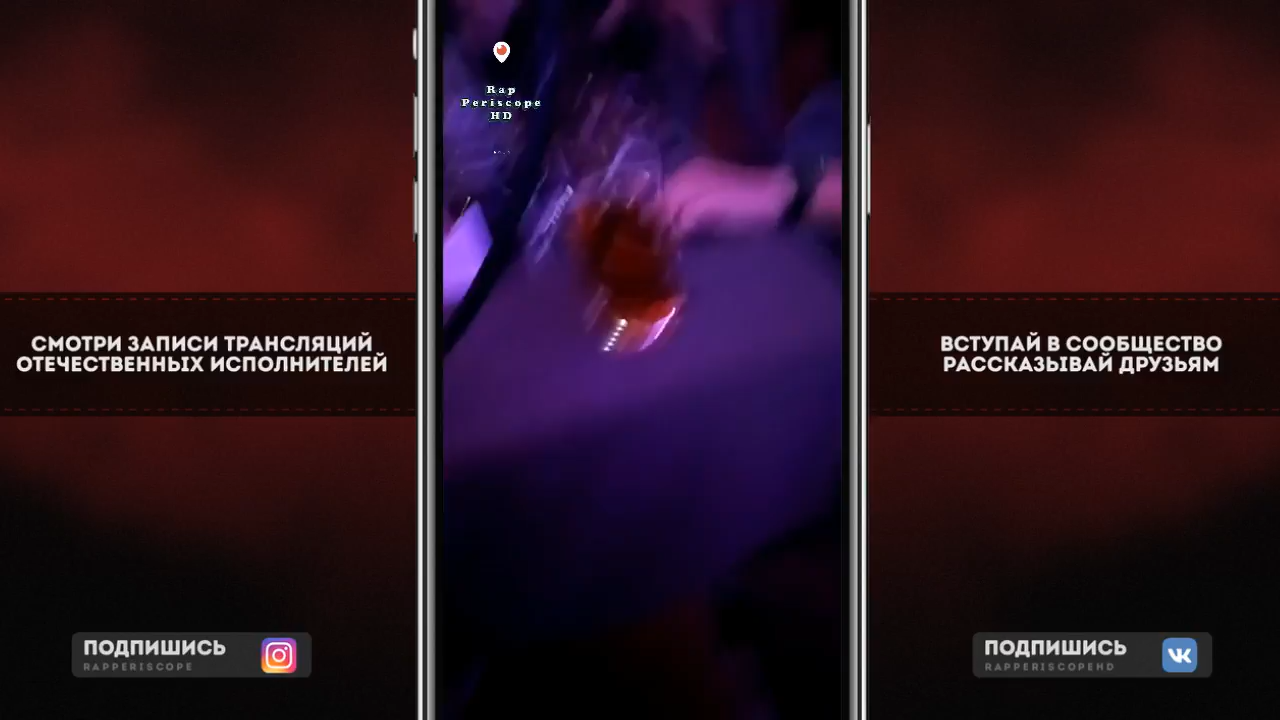 Rap
Periscope
HD
СМОТРИ ЗАПИСИ ТРАНСЛЯЦИЙ
ОТЕЧЕСТВЕННЫХ ИСПОЛНИТЕЛЕЙ
ВСТУПАЙ В СООБЩЕСТВО
РАССКАЗЫВАЙ ДРУЗЬЯМ
ПОДПИШИСЬ
RAPPERISCOPE
ПОДПИШИСЬ
RAPPERISCOPEHD